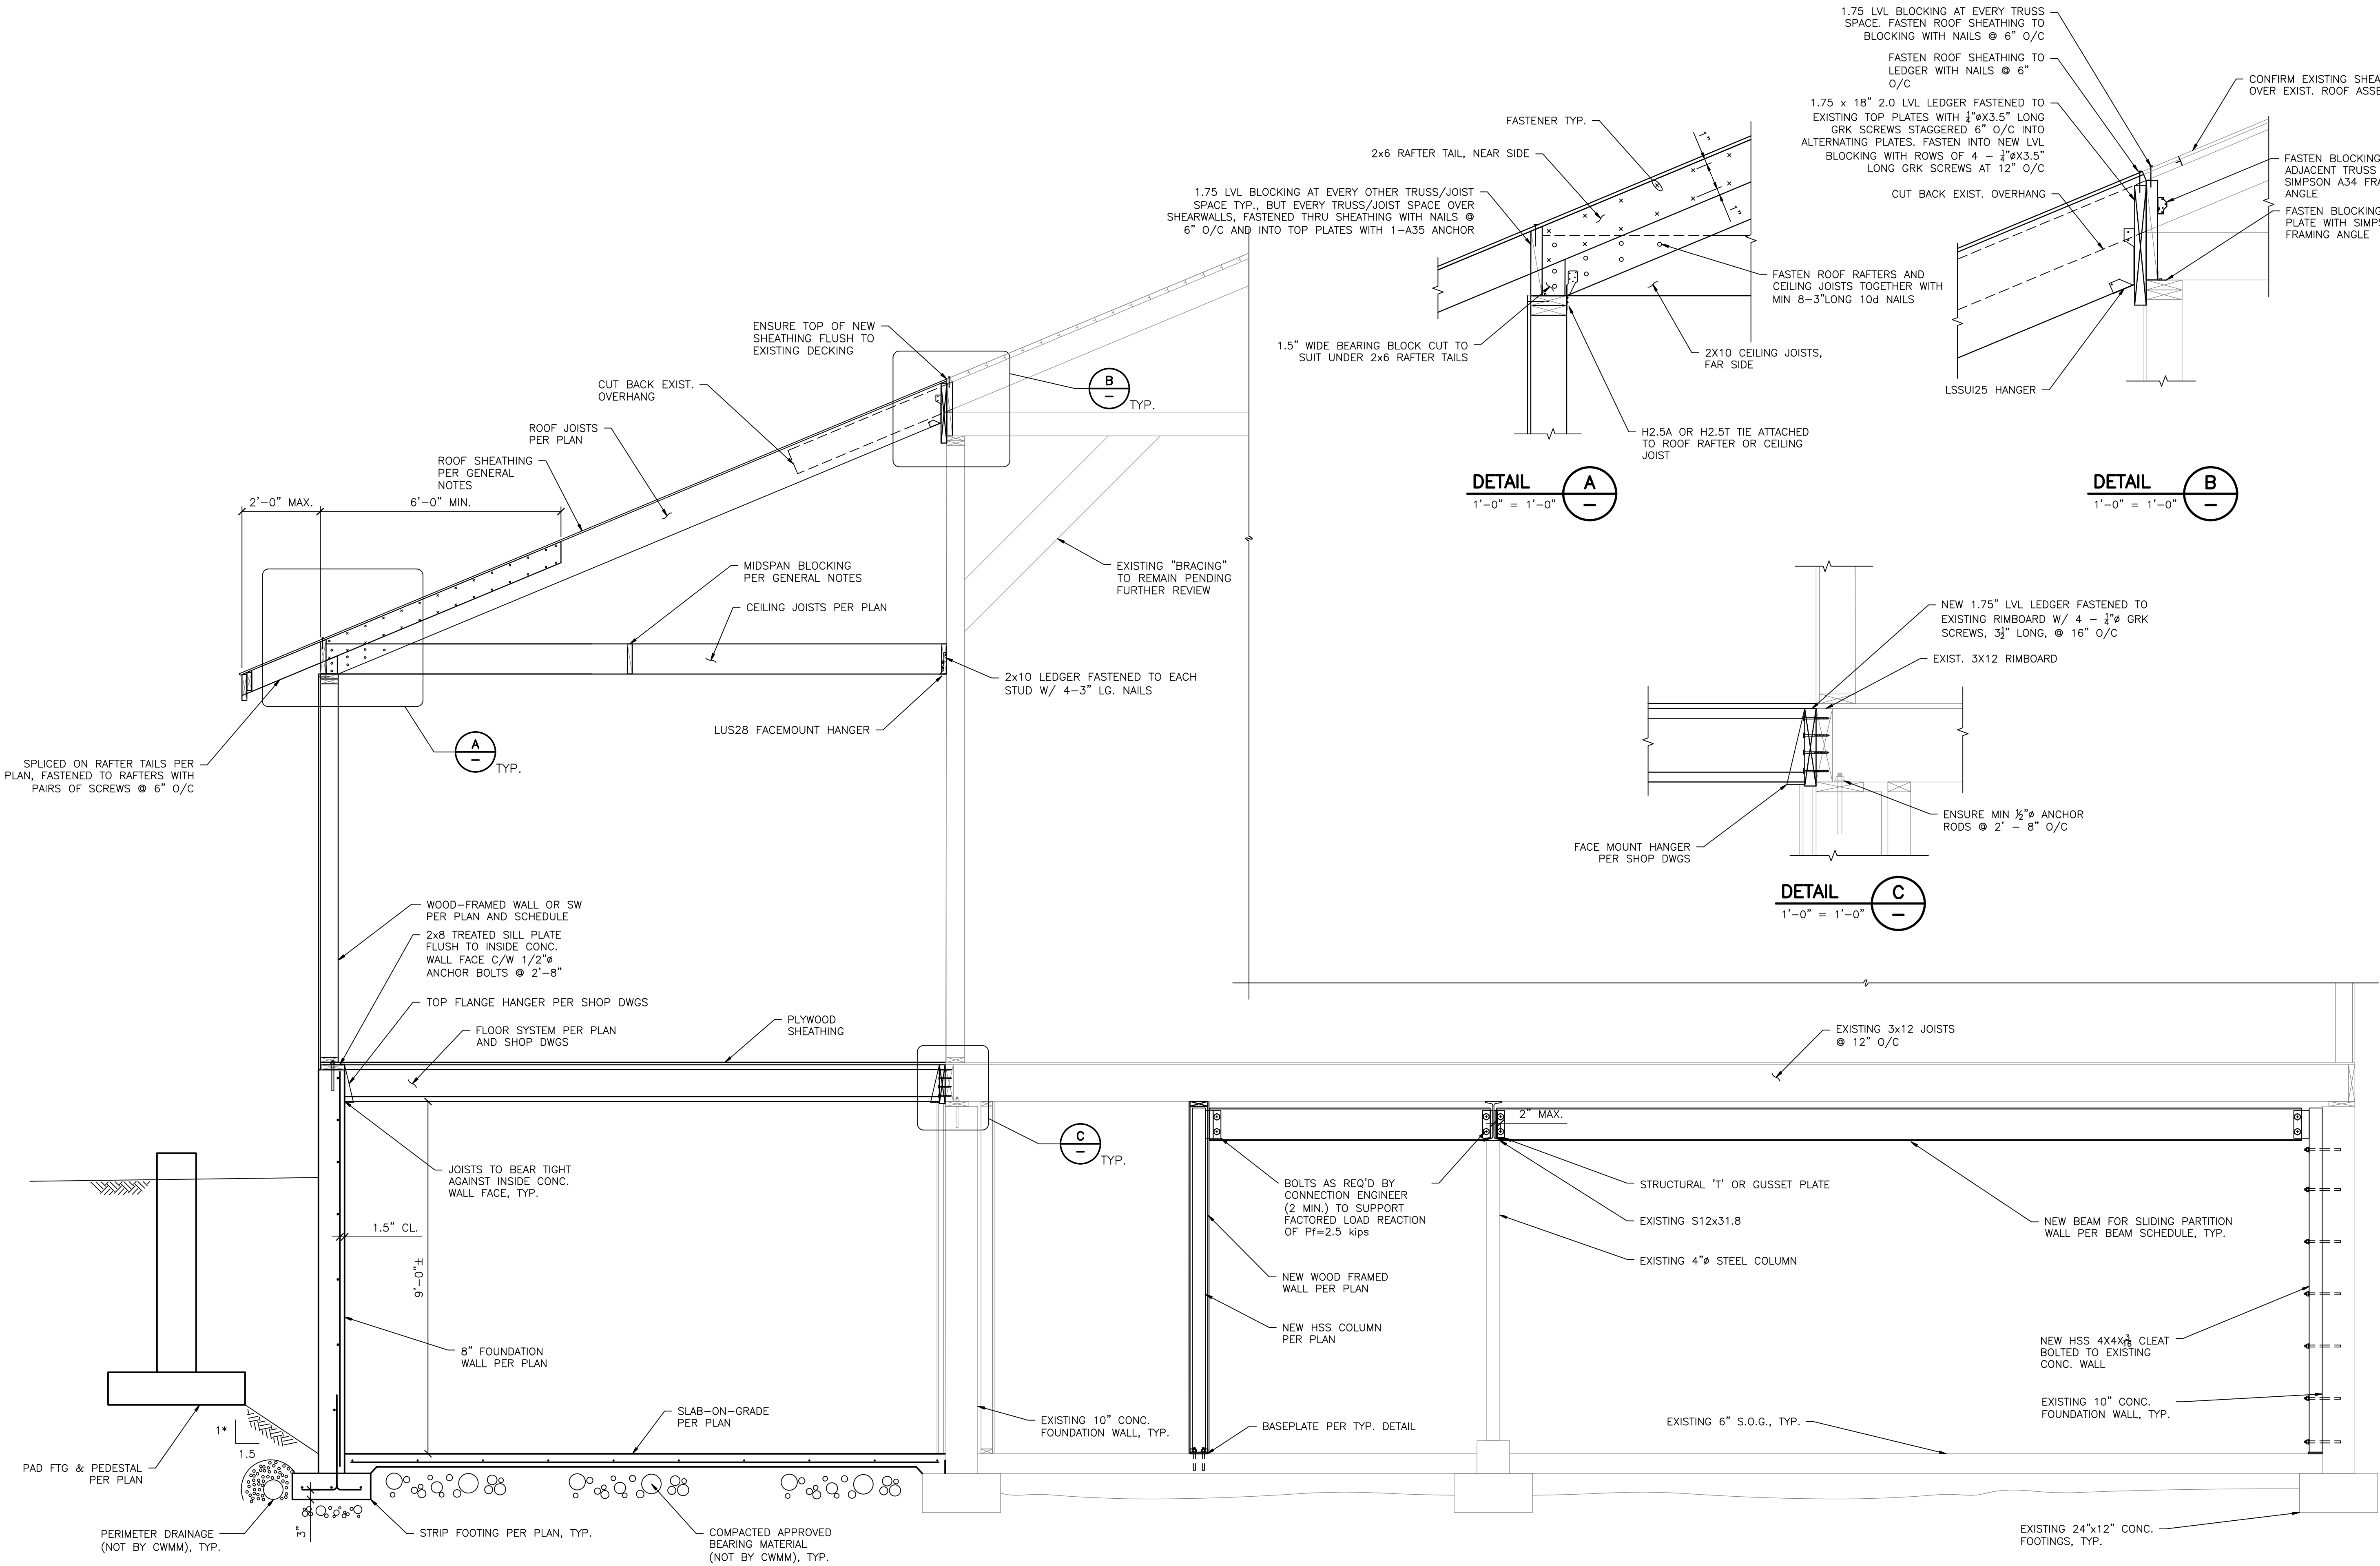 1.75 LVL BLOCKING AT EVERY TRUSS
SPACE. FASTEN ROOF SHEATHING TO
BLOCKING WITH NAILS @ 6" O/C
FASTEN ROOF SHEATHING TO
LEDGER WITH NAILS @ 6"
O/C
1.75 x 18" 2.0 LVL LEDGER FASTENED TO
EXISTING TOP PLATES WITH ¼"øX3.5" LONG
GRK SCREWS STAGGERED 6" O/C INTO
ALTERNATING PLATES. FASTEN INTO NEW LVL
BLOCKING WITH ROWS OF 4 – ¼"øX3.5"
LONG GRK SCREWS AT 12" O/C
CUT BACK EXIST. OVERHANG
CONFIRM EXISTING
OVER EXIST. ROOF
FASTEN BLOCKING
ADJACENT TRUSS
SIMPSON A34
ANGLE
FASTEN BLOCKING
PLATE WITH
FRAMING ANGLE
LSSUI25 HANGER
DETAIL B
–
1'–0" = 1'–0"
FASTENER TYP.
2x6 RAFTER TAIL, NEAR SIDE
1.75 LVL BLOCKING AT EVERY OTHER TRUSS/JOIST
SPACE TYP., BUT EVERY TRUSS/JOIST SPACE OVER
SHEARWALLS, FASTENED THRU SHEATHING WITH NAILS @
6" O/C AND INTO TOP PLATES WITH 1–A35 ANCHOR
1"
1"
FASTEN ROOF RAFTERS AND
CEILING JOISTS TOGETHER WITH
MIN 8–3"LONG 10d NAILS
1.5" WIDE BEARING BLOCK CUT TO
SUIT UNDER 2x6 RAFTER TAILS
2X10 CEILING JOISTS,
FAR SIDE
H2.5A OR H2.5T TIE ATTACHED
TO ROOF RAFTER OR CEILING
JOIST
DETAIL A
–
1'–0" = 1'–0"
ENSURE TOP OF NEW
SHEATHING FLUSH TO
EXISTING DECKING
CUT BACK EXIST.
OVERHANG
B
–
TYP.
ROOF JOISTS
PER PLAN
ROOF SHEATHING
PER GENERAL
NOTES
2'–0" MAX.
6'–0" MIN.
MIDSPAN BLOCKING
PER GENERAL NOTES
CEILING JOISTS PER PLAN
EXISTING "BRACING"
TO REMAIN PENDING
FURTHER REVIEW
2x10 LEDGER FASTENED TO EACH
STUD W/ 4–3" LG. NAILS
LUS28 FACEMOUNT HANGER
A
–
TYP.
SPLICED ON RAFTER TAILS PER
PLAN, FASTENED TO RAFTERS WITH
PAIRS OF SCREWS @ 6" O/C
NEW 1.75" LVL LEDGER FASTENED TO
EXISTING RIMBOARD W/ 4 – ¼"ø GRK
SCREWS, 3½" LONG, @ 16" O/C
EXIST. 3X12 RIMBOARD
ENSURE MIN ½"ø ANCHOR
RODS @ 2' – 8" O/C
FACE MOUNT HANGER
PER SHOP DWGS
DETAIL C
–
1'–0" = 1'–0"
WOOD–FRAMED WALL OR SW
PER PLAN AND SCHEDULE
2x8 TREATED SILL PLATE
FLUSH TO INSIDE CONC.
WALL FACE C/W 1/2"ø
ANCHOR BOLTS @ 2'–8"
TOP FLANGE HANGER PER SHOP DWGS
FLOOR SYSTEM PER PLAN
AND SHOP DWGS
PLYWOOD
SHEATHING
EXISTING 3x12 JOISTS
@ 12" O/C
2" MAX.
C
–
TYP.
JOISTS TO BEAR TIGHT
AGAINST INSIDE CONC.
WALL FACE, TYP.
1.5" CL.
9'–0"±
BOLTS AS REQ'D BY
CONNECTION ENGINEER
(2 MIN.) TO SUPPORT
FACTORED LOAD REACTION
OF Pf=2.5 kips
STRUCTURAL 'T' OR GUSSET PLATE
EXISTING S12x31.8
EXISTING 4"ø STEEL COLUMN
NEW BEAM FOR SLIDING PARTITION
WALL PER BEAM SCHEDULE, TYP.
NEW WOOD FRAMED
WALL PER PLAN
NEW HSS COLUMN
PER PLAN
8" FOUNDATION
WALL PER PLAN
NEW HSS 4X4X3/16 CLEAT
BOLTED TO EXISTING
CONC. WALL
EXISTING 10" CONC.
FOUNDATION WALL, TYP.
SLAB–ON–GRADE
PER PLAN
EXISTING 10" CONC.
FOUNDATION WALL, TYP.
BASEPLATE PER TYP. DETAIL
EXISTING 6" S.O.G., TYP.
1*
1.5
PAD FTG & PEDESTAL
PER PLAN
PERIMETER DRAINAGE
(NOT BY CWMM), TYP.
3"
STRIP FOOTING PER PLAN, TYP.
COMPACTED APPROVED
BEARING MATERIAL
(NOT BY CWMM), TYP.
EXISTING 24"x12" CONC.
FOOTINGS, TYP.